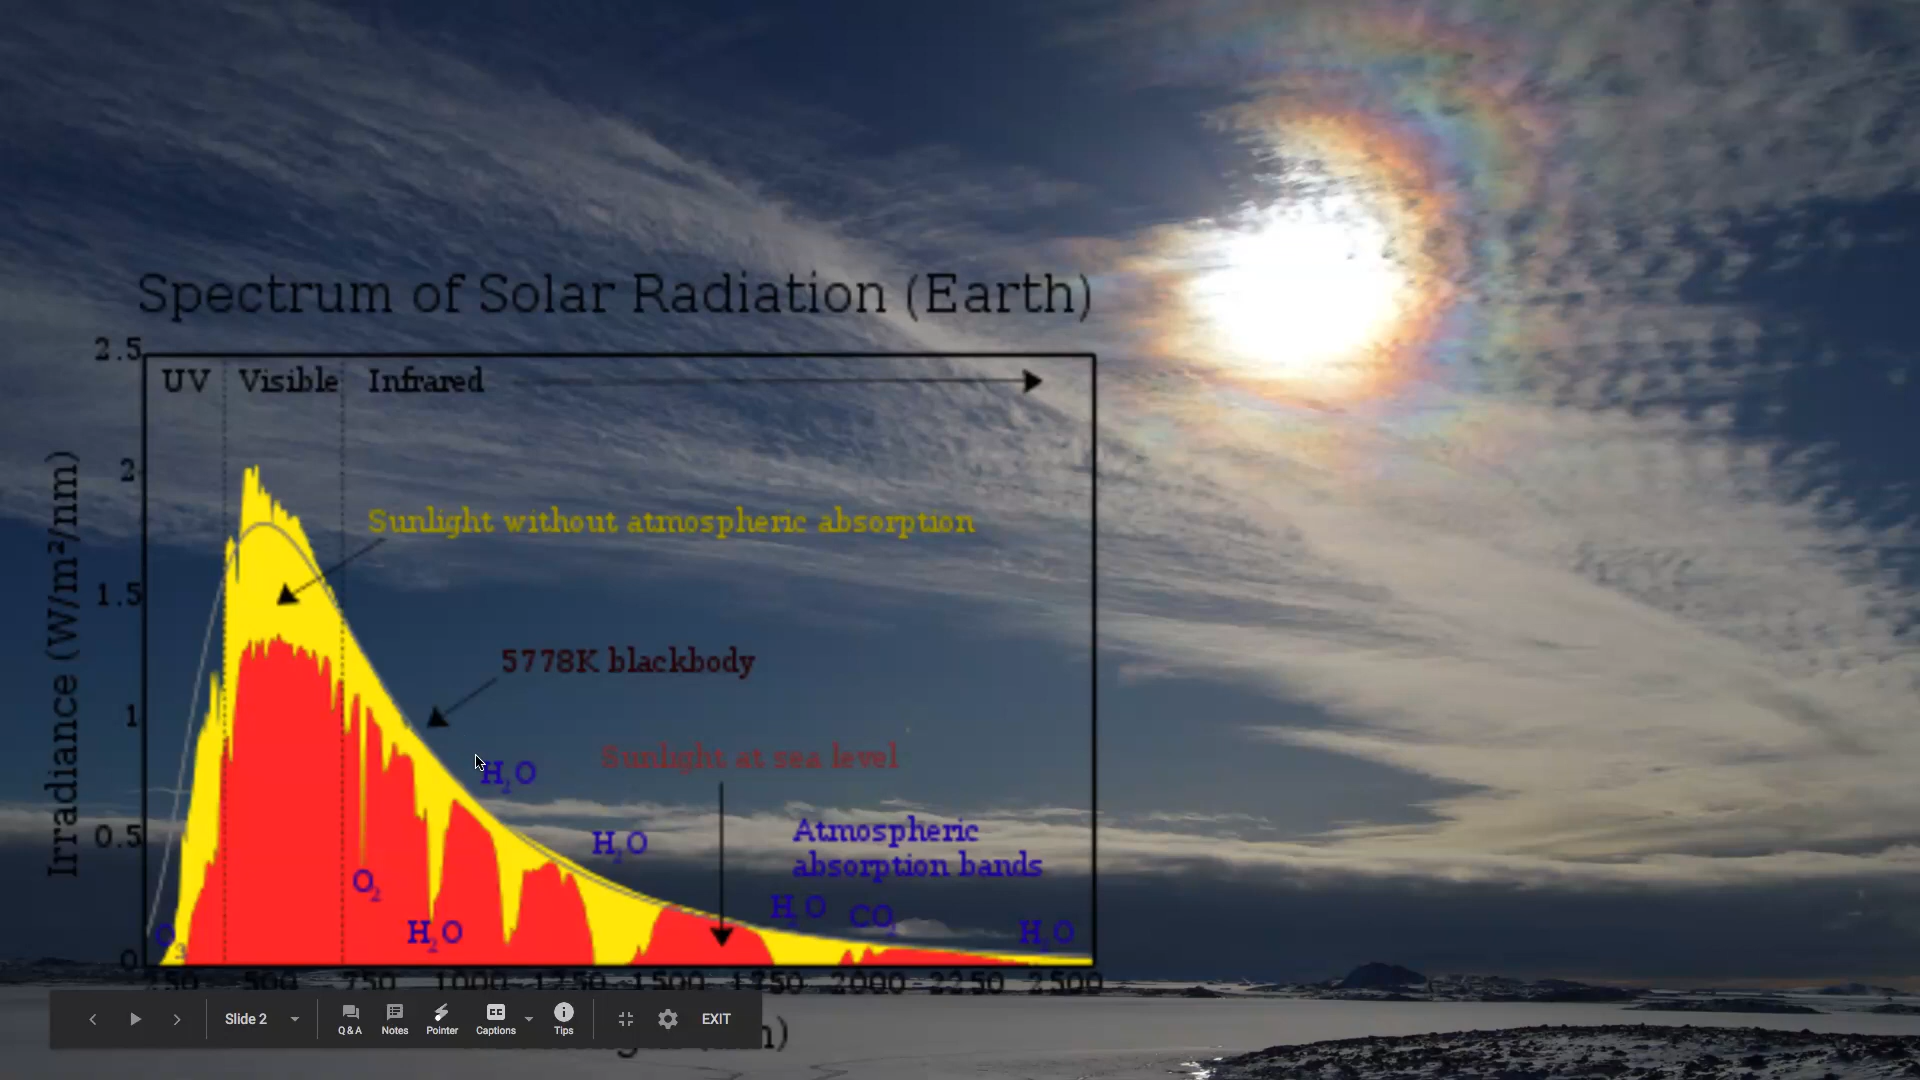 Spectrum of Solar Radiation (Earth)
UV Visible Infrared
Irradiance (W/m²/nm)
2.5
2
1.5
1
0.5
0
Sunlight without atmospheric absorption
5778K blackbody
Sunlight at sea level
H₂O
H₂O
Atmospheric
absorption bands
O₃
O₂
H₂O
H₂O
CO₂
H₂O
250 500 750 1000 1250 1500 1750 2000 2250 2500
Slide 2
Q & A
Notes
Pointer
Captions
Tips
EXIT